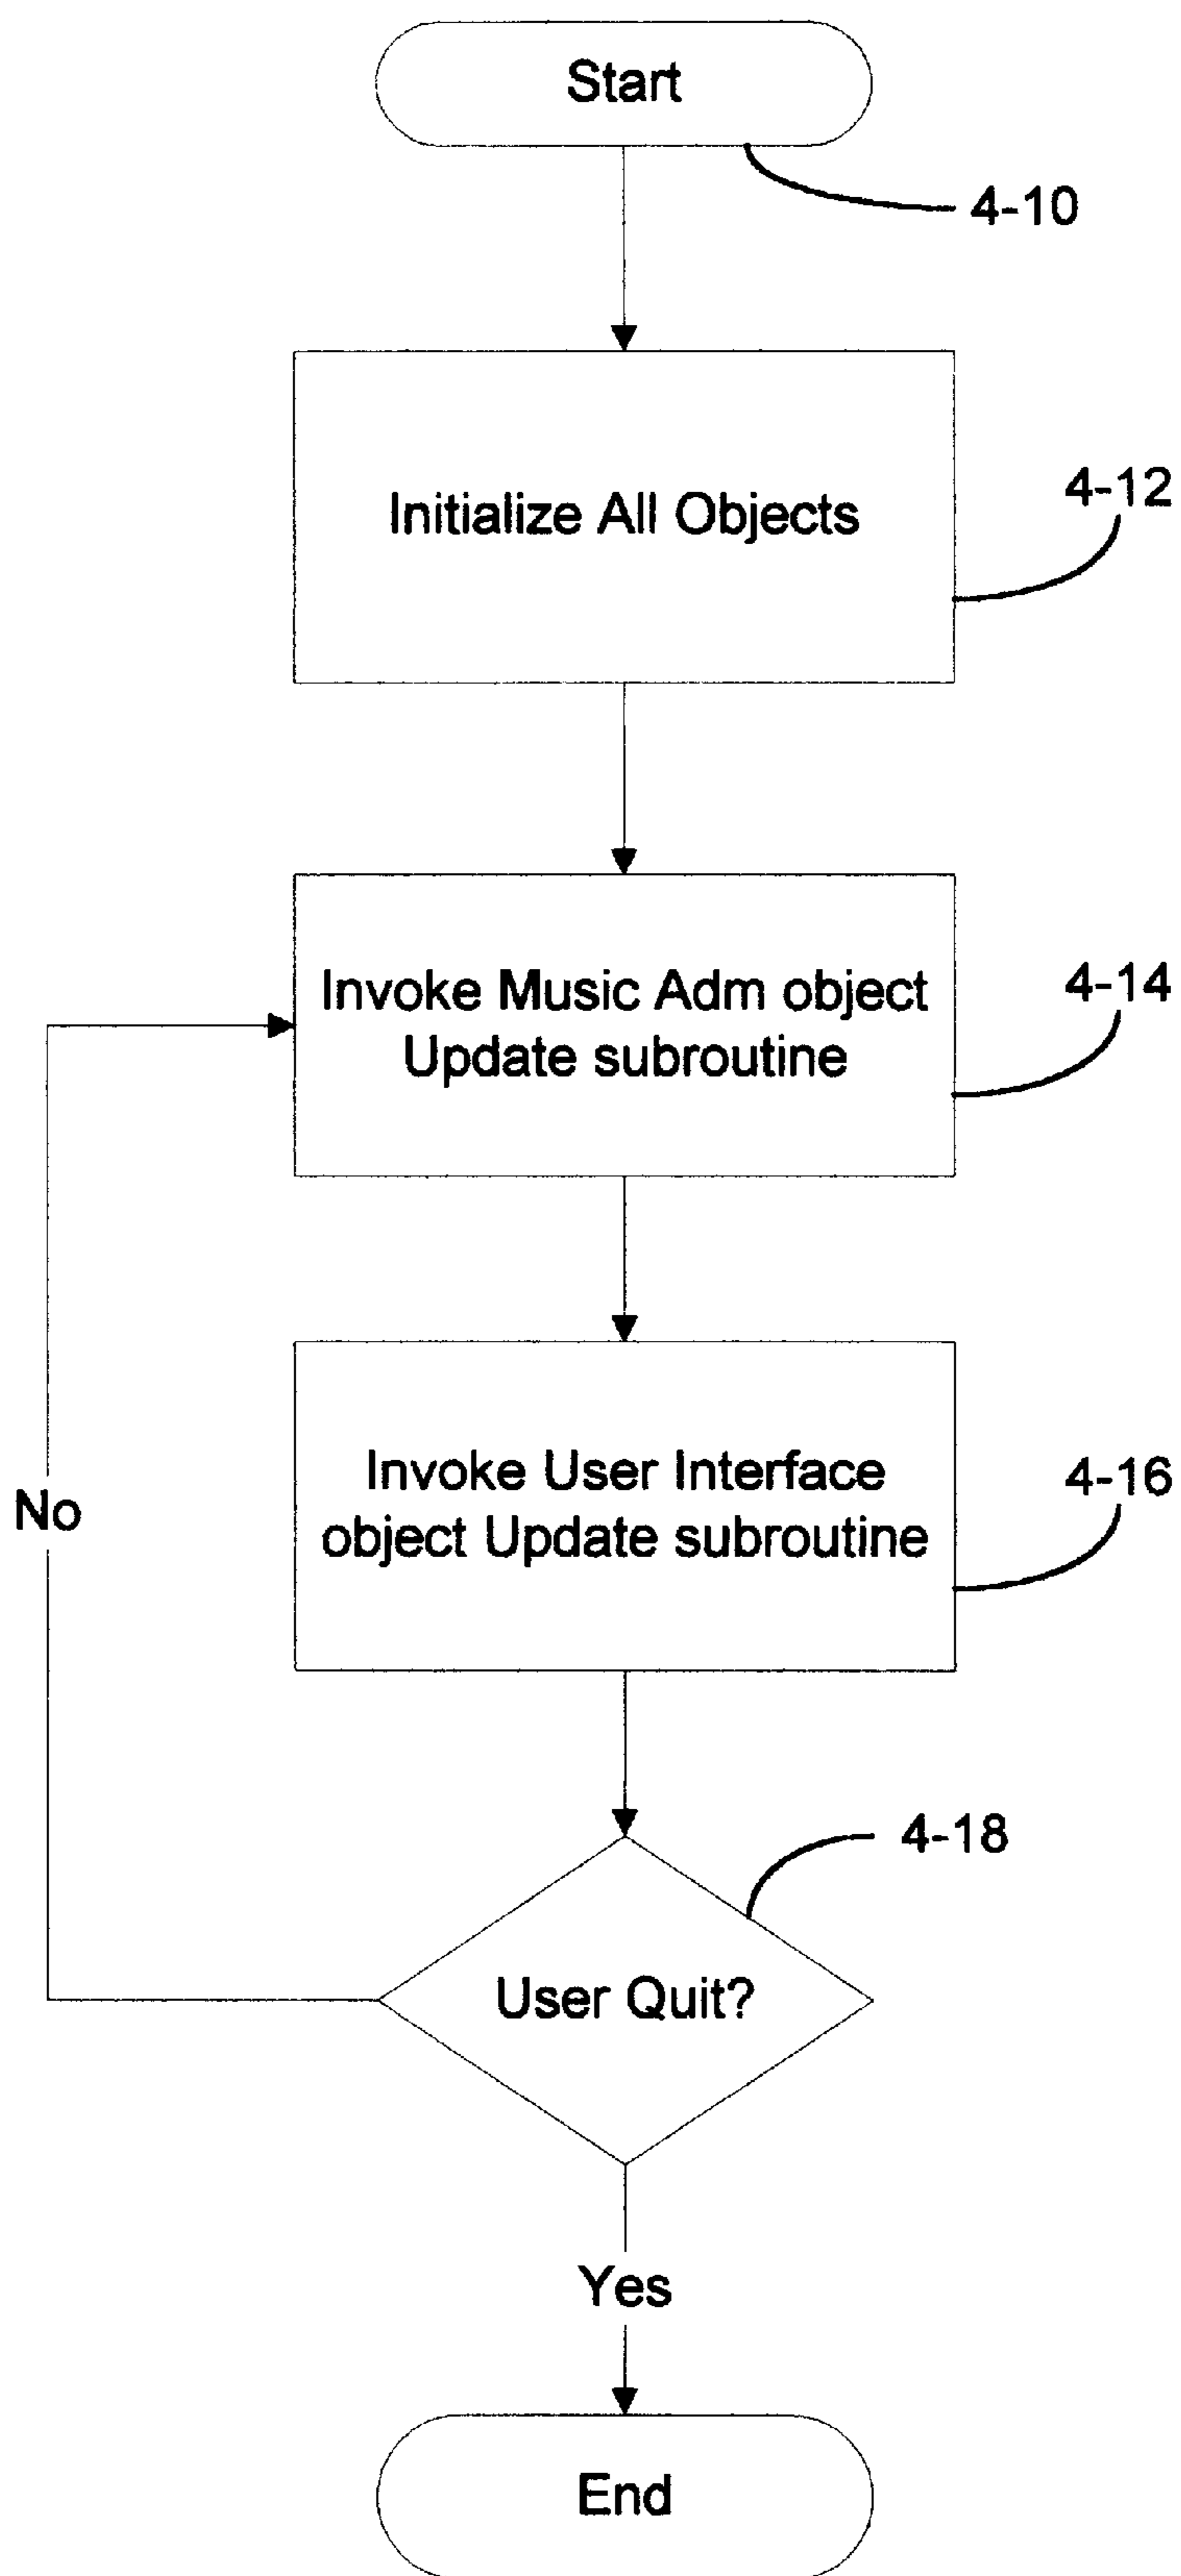 Start
4-10
Initialize All Objects
4-12
Invoke Music Adm object
Update subroutine
4-14
Invoke User Interface
object Update subroutine
4-16
No
4-18
User Quit?
Yes
End